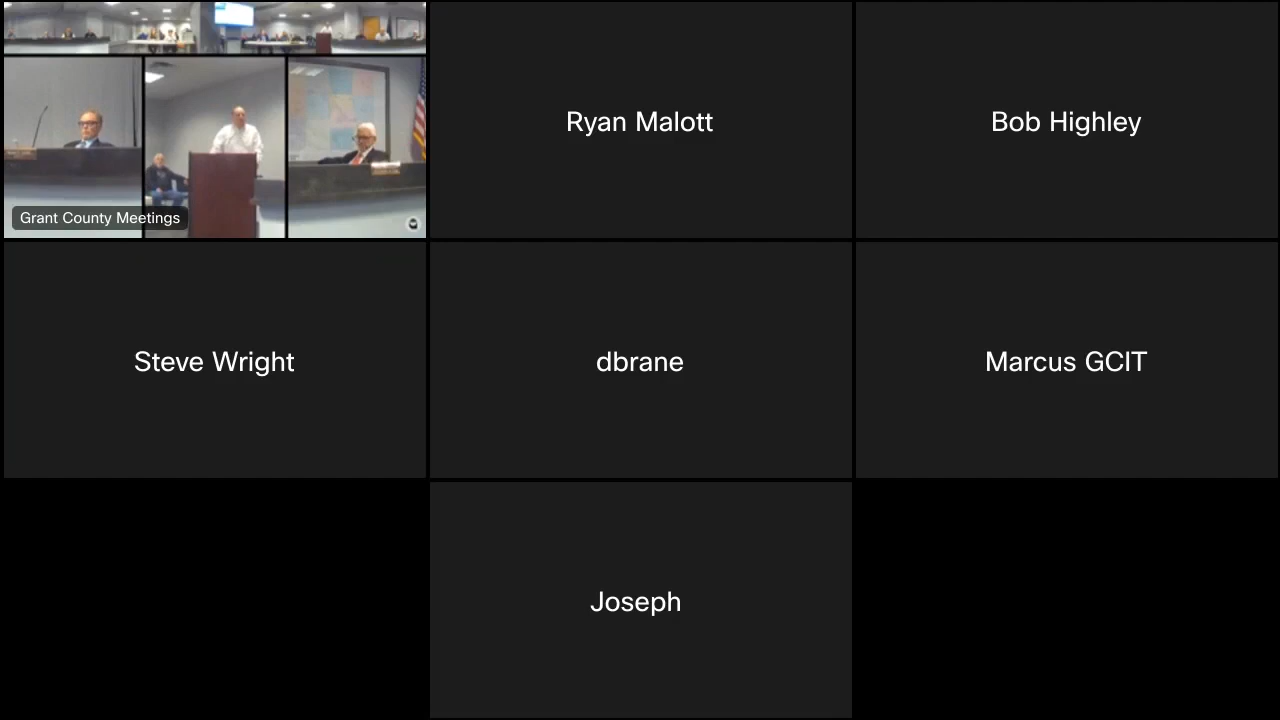 Ryan Malott
Bob Highley
Grant County Meetings
Steve Wright
dbrane
Marcus GCIT
Joseph